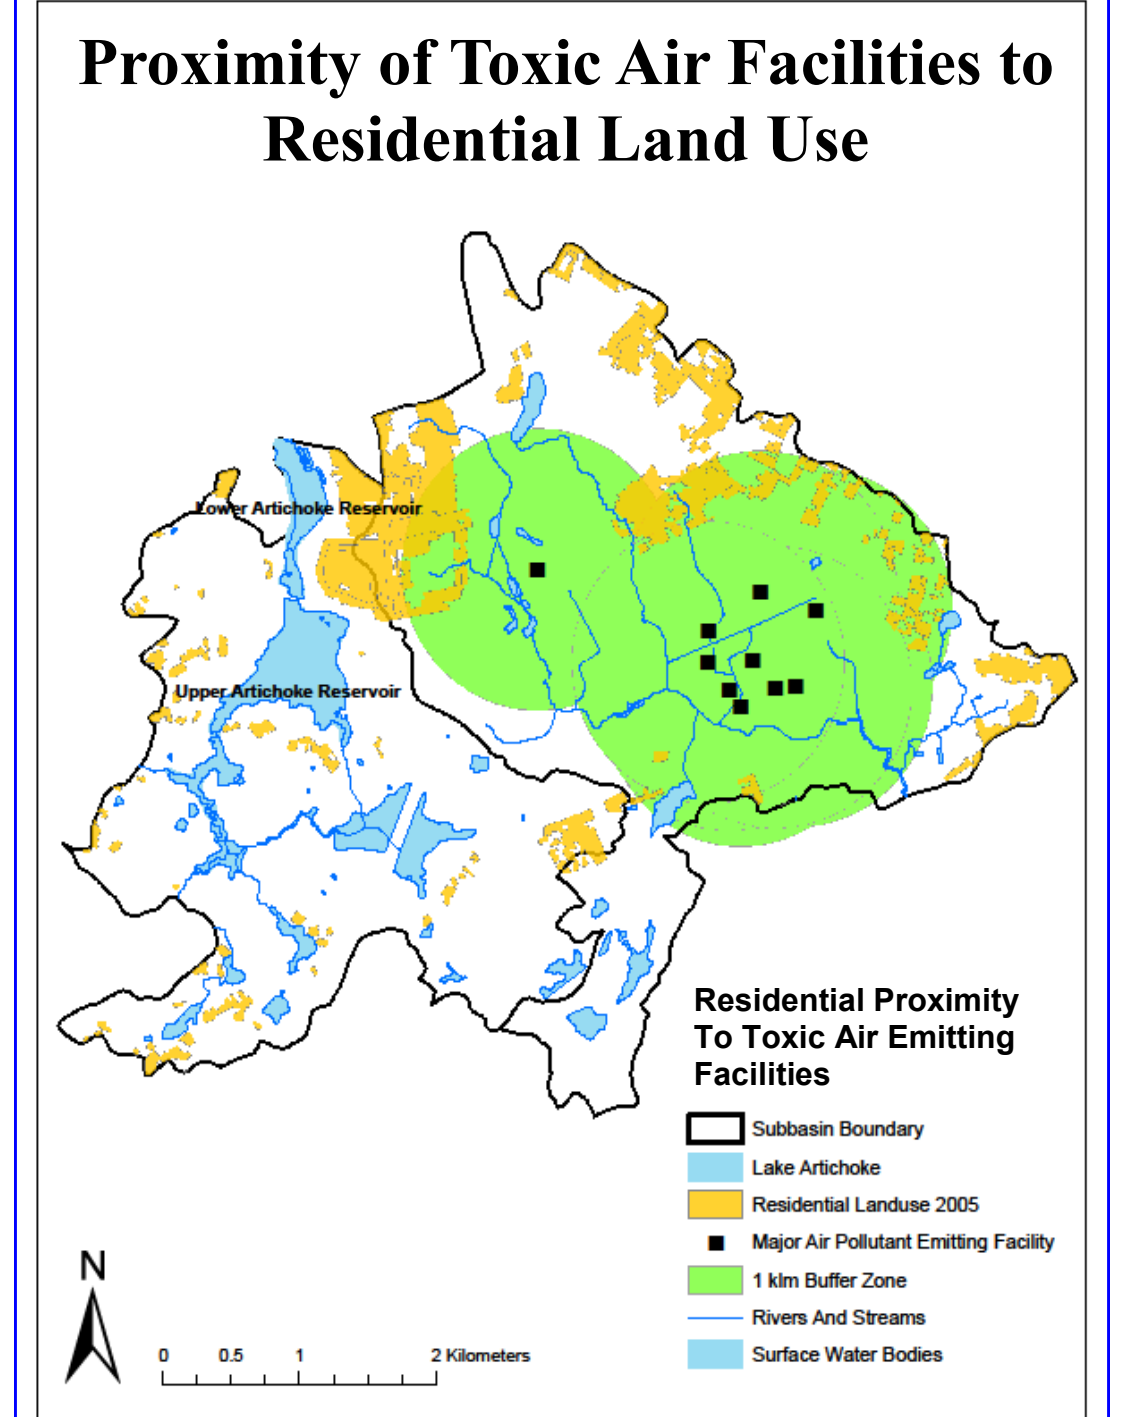 Proximity of Toxic Air Facilities to
Residential Land Use
Lower Artichoke Reservoir
Upper Artichoke Reservoir
Residential Proximity
To Toxic Air Emitting
Facilities
Subbasin Boundary
Lake Artichoke
Residential Landuse 2005
Major Air Pollutant Emitting Facility
1 klm Buffer Zone
Rivers And Streams
Surface Water Bodies
N
0 0.5 1 2 Kilometers